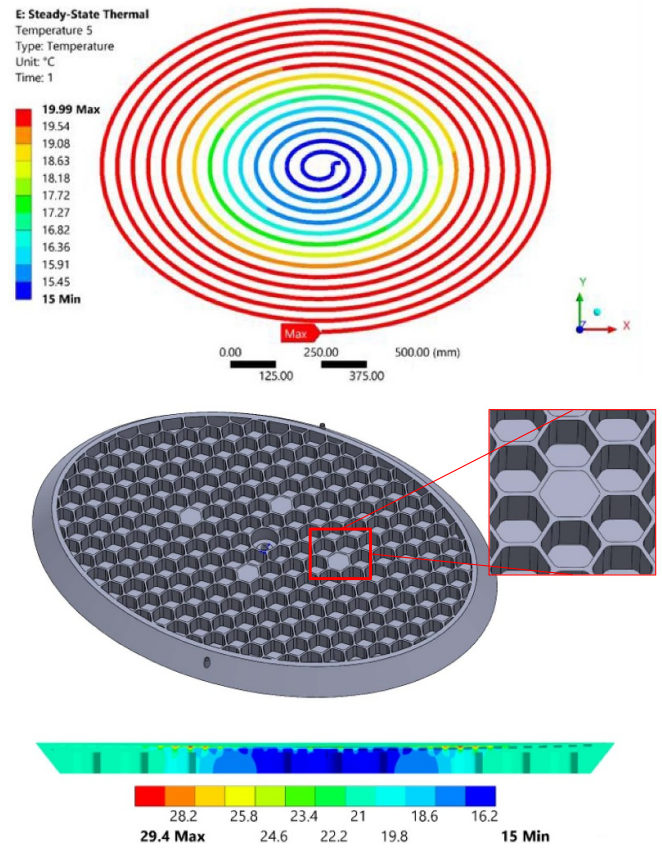 E: Steady-State Thermal
Temperature 5
Type: Temperature
Unit: °C
Time: 1
19.99 Max
19.54
19.08
18.63
18.18
17.72
17.27
16.82
16.36
15.91
15.45
15 Min
Max
Y
Z
X
0.00 250.00 500.00 (mm)
125.00 375.00
28.2 25.8 23.4 21 18.6 16.2
29.4 Max 24.6 22.2 19.8 15 Min